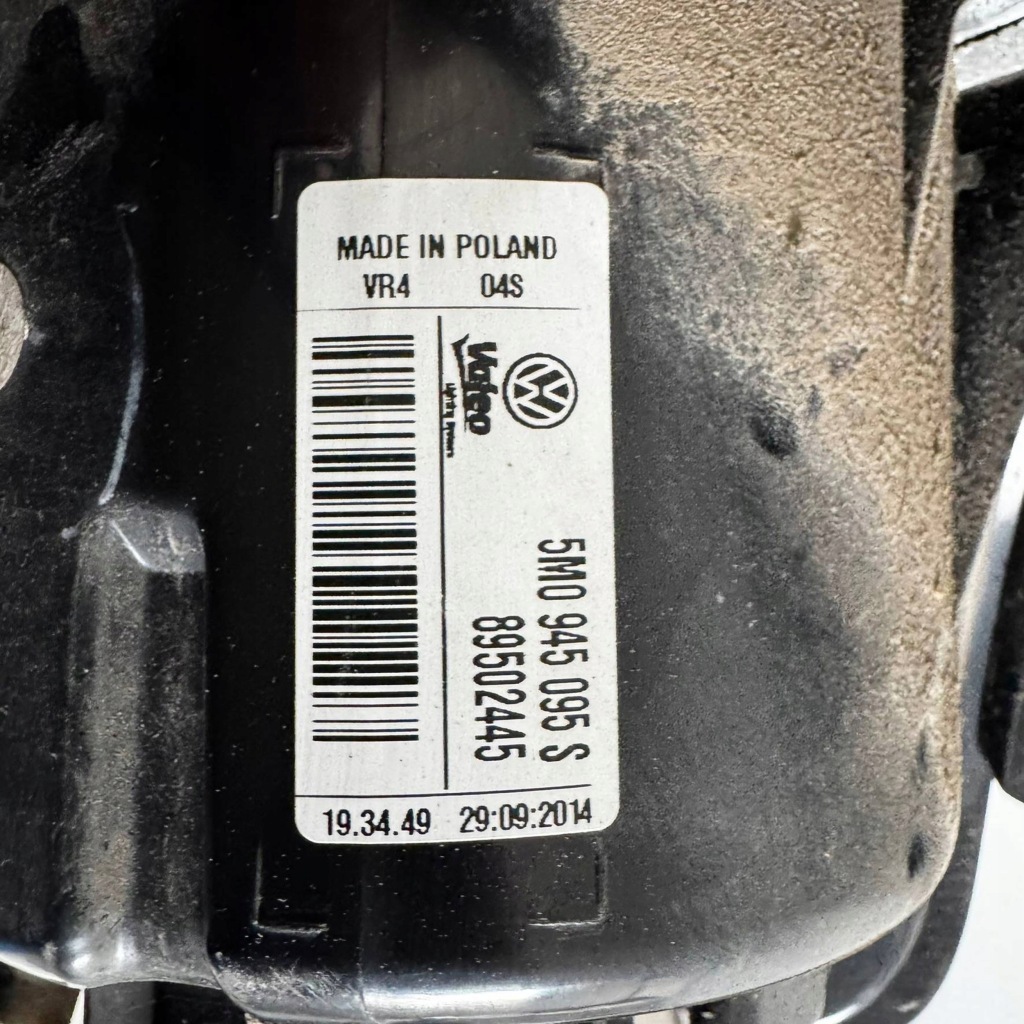 MADE IN POLAND
VR4 04S
Valeo
5M0 945 095 S
89502445
19.34.49 29:09:2014